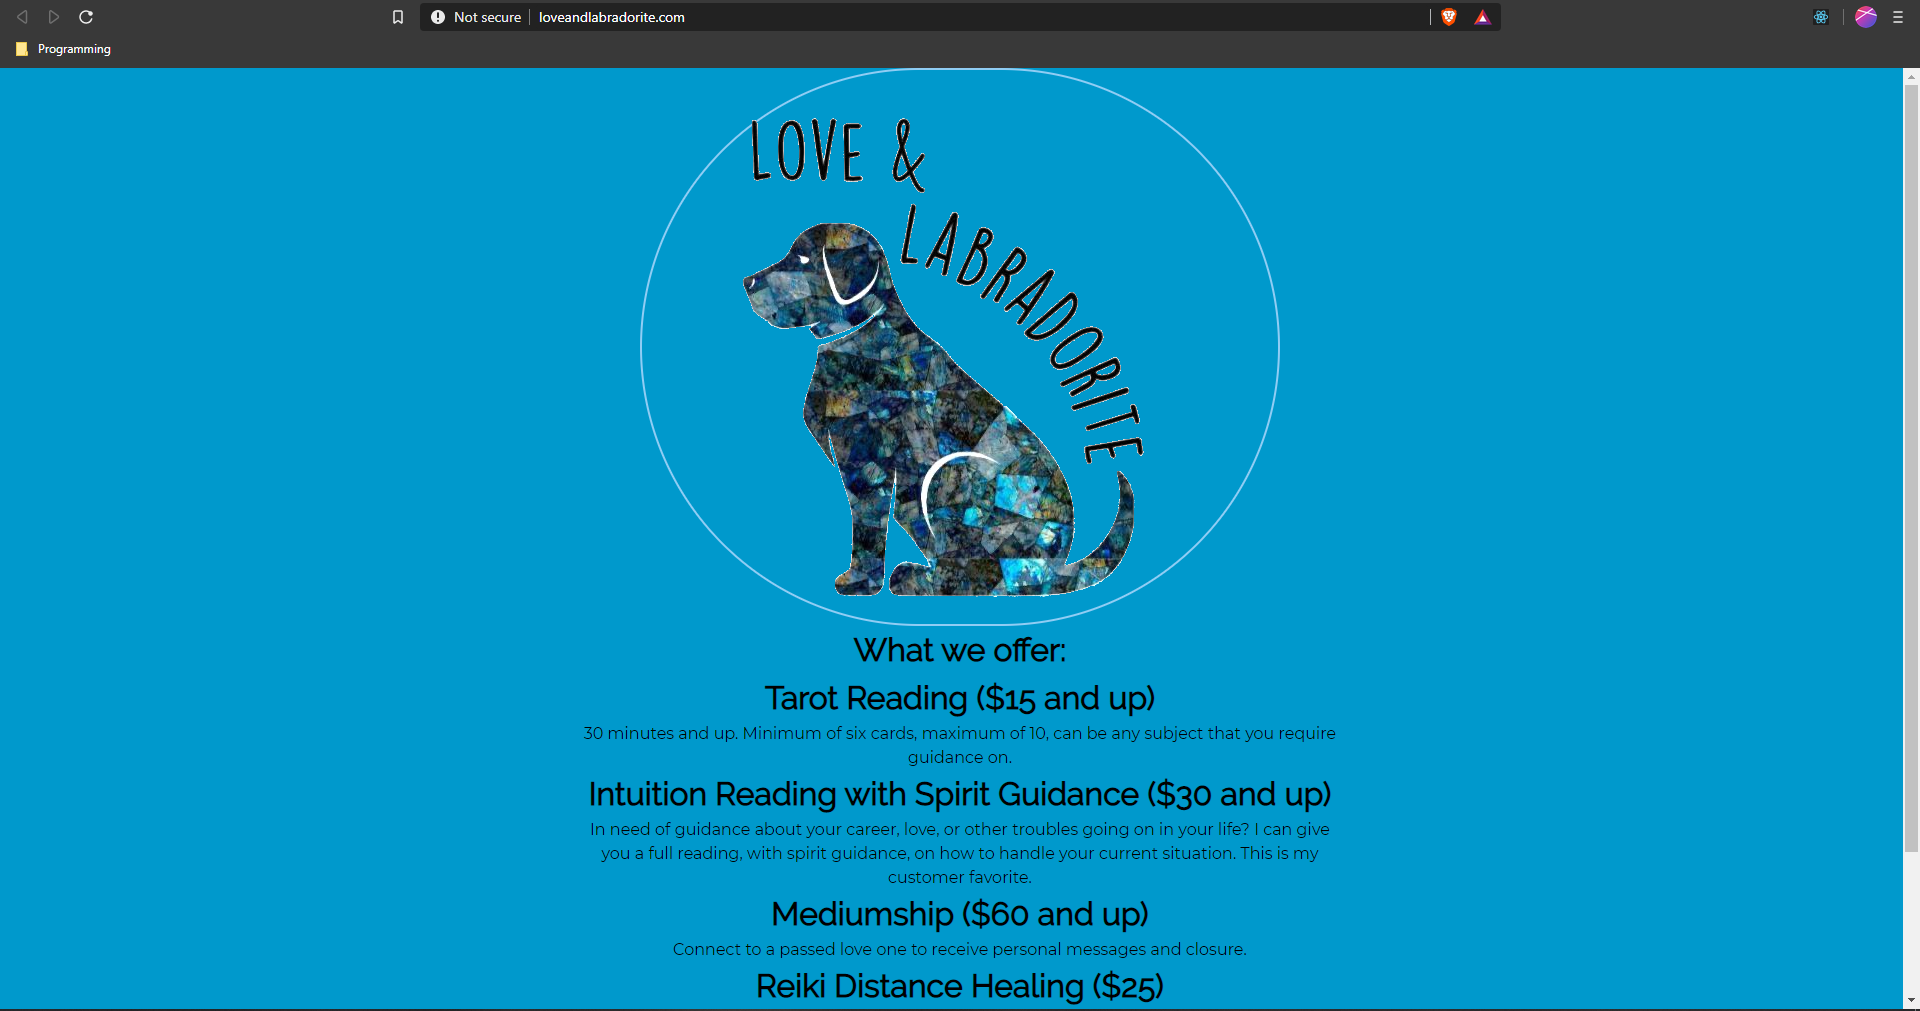 Not secure
loveandlabradorite.com
Programming
LOVE &
LABRADORITE
What we offer:
Tarot Reading ($15 and up)
30 minutes and up. Minimum of six cards, maximum of 10, can be any subject that you require
guidance on.
Intuition Reading with Spirit Guidance ($30 and up)
In need of guidance about your career, love, or other troubles going on in your life? I can give
you a full reading, with spirit guidance, on how to handle your current situation. This is my
customer favorite.
Mediumship ($60 and up)
Connect to a passed love one to receive personal messages and closure.
Reiki Distance Healing ($25)